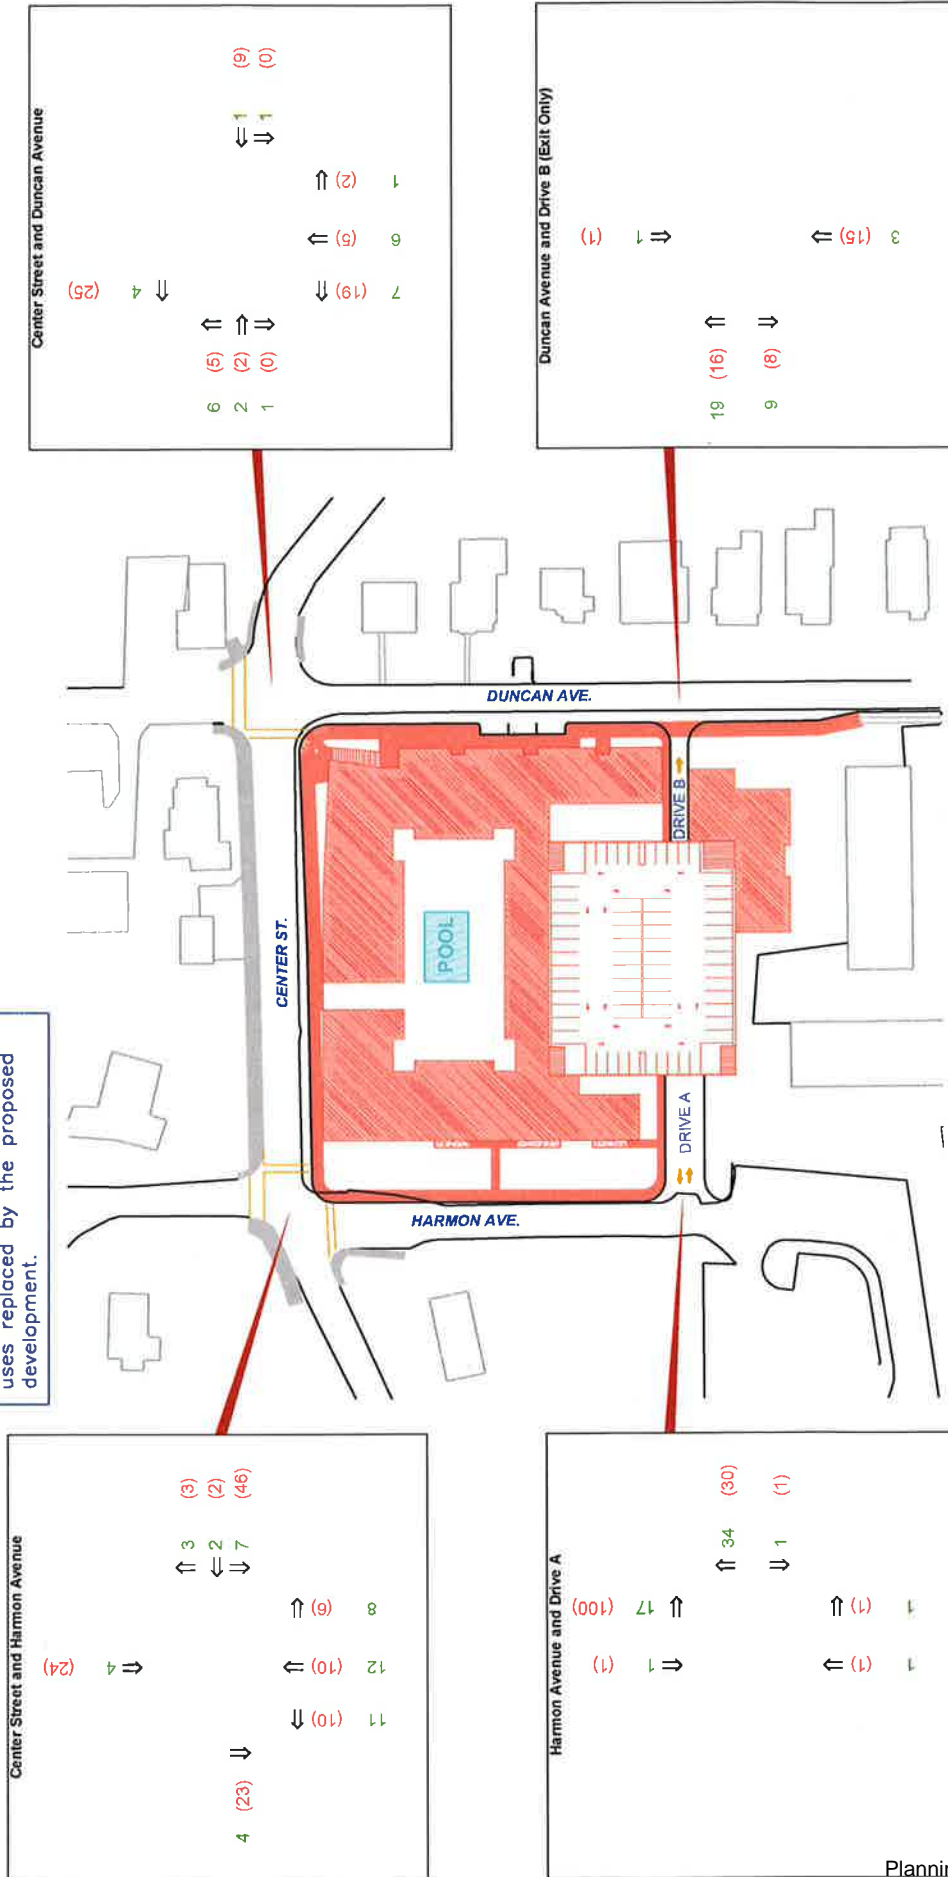 uses replaced by the proposed
development.
Center Street and Harmon Avenue
(24)
4
4 (23)
3 (3)
2 (2)
7 (46)
(10) (10) (6)
11 12 8
Center Street and Duncan Avenue
(25)
4
6 (5)
2 (2)
1 (0)
1 (9)
1 (0)
(19) (5) (2)
7 6 1
CENTER ST.
HARMON AVE.
DUNCAN AVE.
POOL
DRIVE A
DRIVE B
Harmon Avenue and Drive A
(1) (100)
1 17
34 (30)
1 (1)
(1) (1)
1 1
Duncan Avenue and Drive B (Exit Only)
(1)
1
19 (16)
9 (8)
(15)
3
Plannin